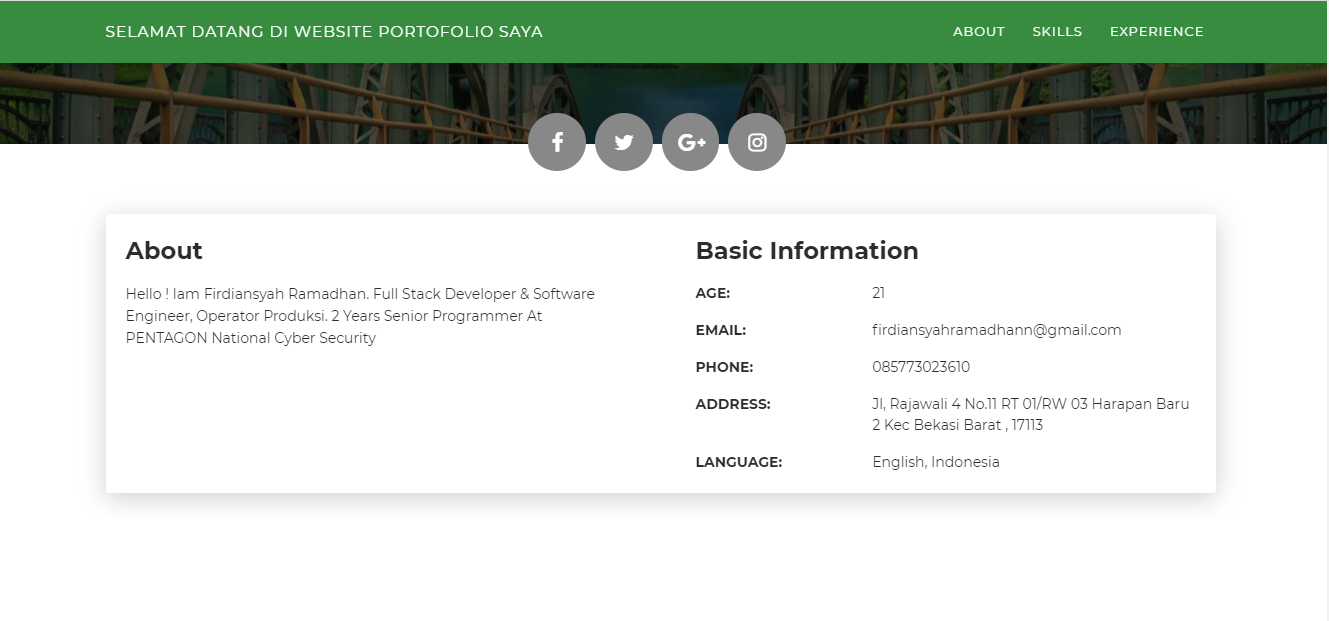 SELAMAT DATANG DI WEBSITE PORTOFOLIO SAYA
ABOUT SKILLS EXPERIENCE
About
Hello ! Iam Firdiansyah Ramadhan. Full Stack Developer & Software
Engineer, Operator Produksi. 2 Years Senior Programmer At
PENTAGON National Cyber Security
Basic Information
AGE: 21
EMAIL: firdiansyahramadhann@gmail.com
PHONE: 085773023610
ADDRESS: Jl, Rajawali 4 No.11 RT 01/RW 03 Harapan Baru
2 Kec Bekasi Barat , 17113
LANGUAGE: English, Indonesia